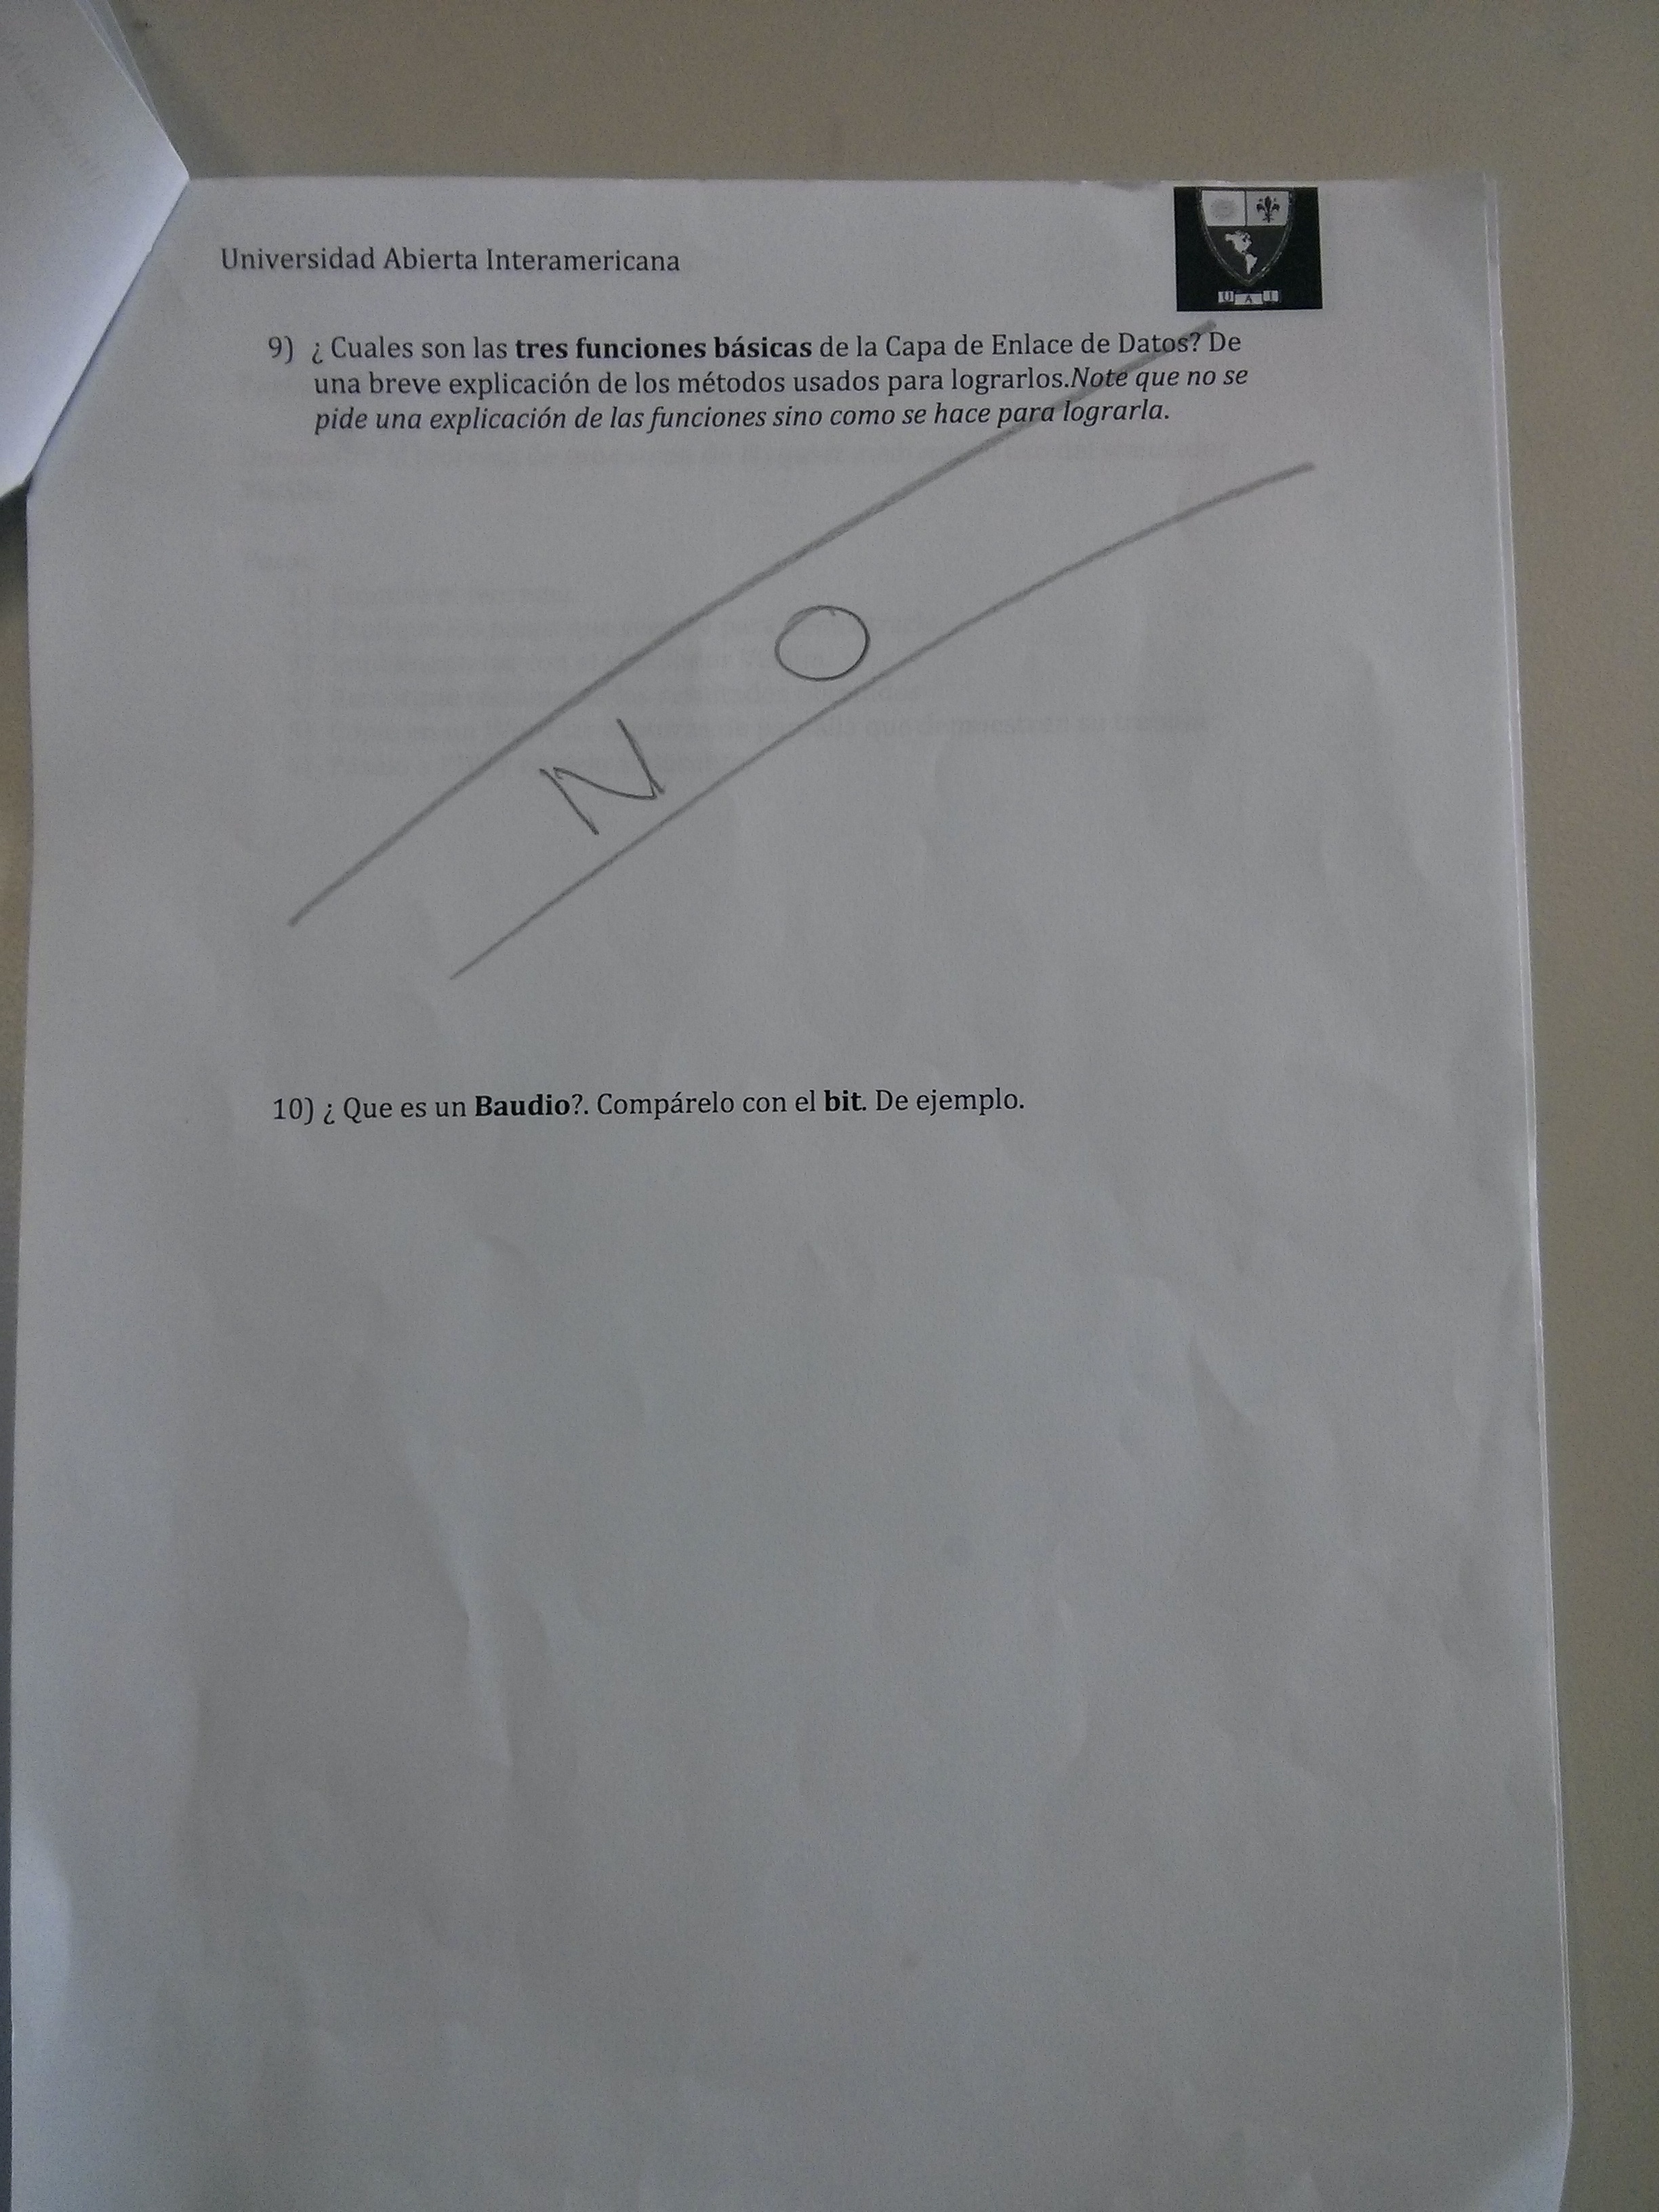 Universidad Abierta Interamericana
U A I
9) ¿ Cuales son las tres funciones básicas de la Capa de Enlace de Datos? De
una breve explicación de los métodos usados para lograrlos.Note que no se
pide una explicación de las funciones sino como se hace para lograrla.
N O
10) ¿ Que es un Baudio?. Compárelo con el bit. De ejemplo.